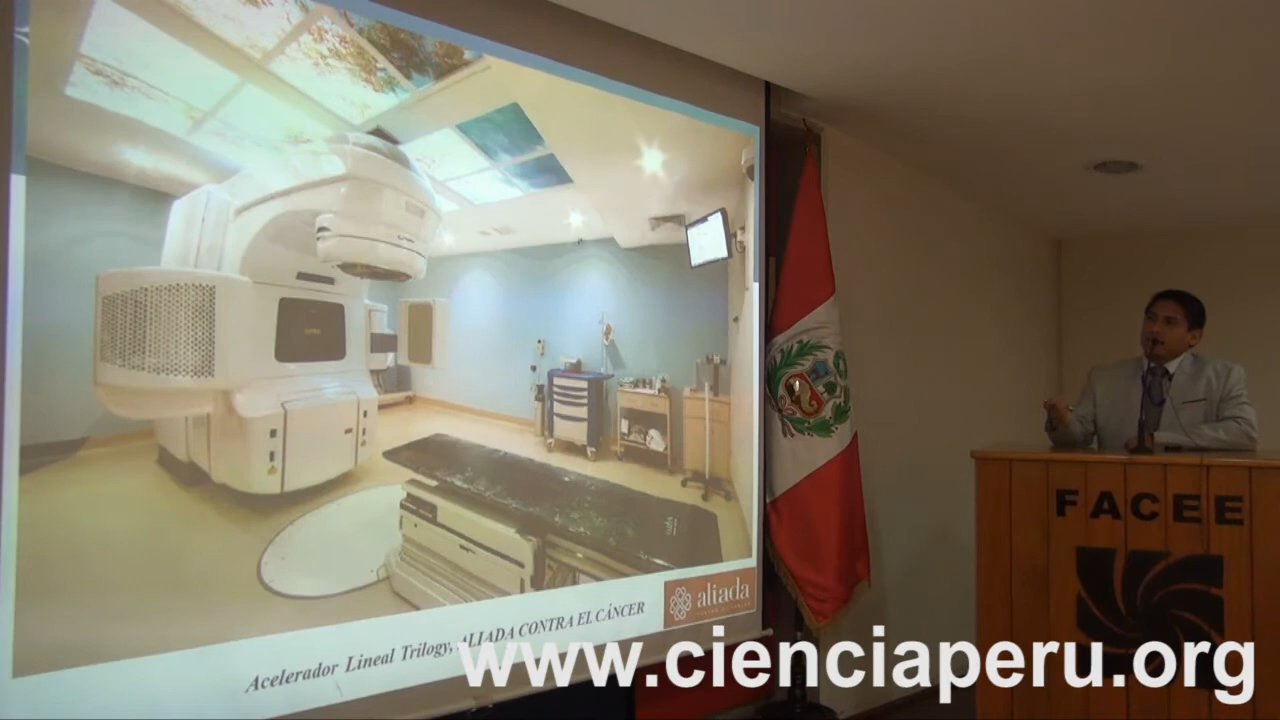 Acelerador Lineal Trilogy, ALIADA CONTRA EL CÁNCER
aliada
FACEE
www.cienciaperu.org